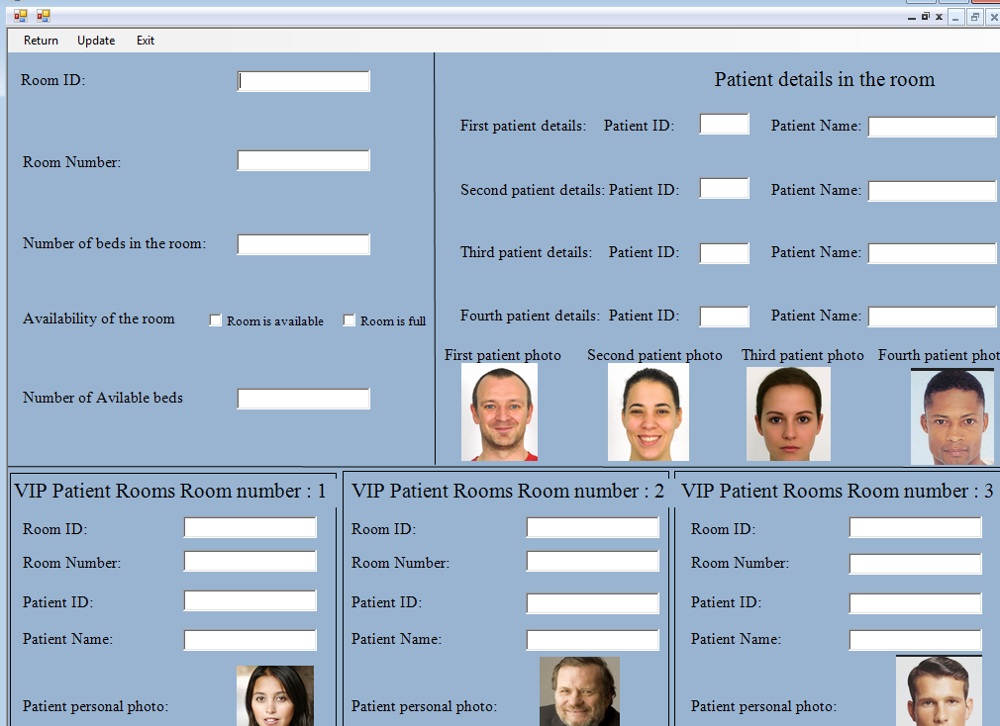 Return Update Exit
Room ID:
Room Number:
Number of beds in the room:
Availability of the room Room is available Room is full
Number of Avilable beds
Patient details in the room
First patient details: Patient ID: Patient Name:
Second patient details: Patient ID: Patient Name:
Third patient details: Patient ID: Patient Name:
Fourth patient details: Patient ID: Patient Name:
First patient photo Second patient photo Third patient photo Fourth patient phot
VIP Patient Rooms Room number : 1
Room ID:
Room Number:
Patient ID:
Patient Name:
Patient personal photo:
VIP Patient Rooms Room number : 2
Room ID:
Room Number:
Patient ID:
Patient Name:
Patient personal photo:
VIP Patient Rooms Room number : 3
Room ID:
Room Number:
Patient ID:
Patient Name:
Patient personal photo: